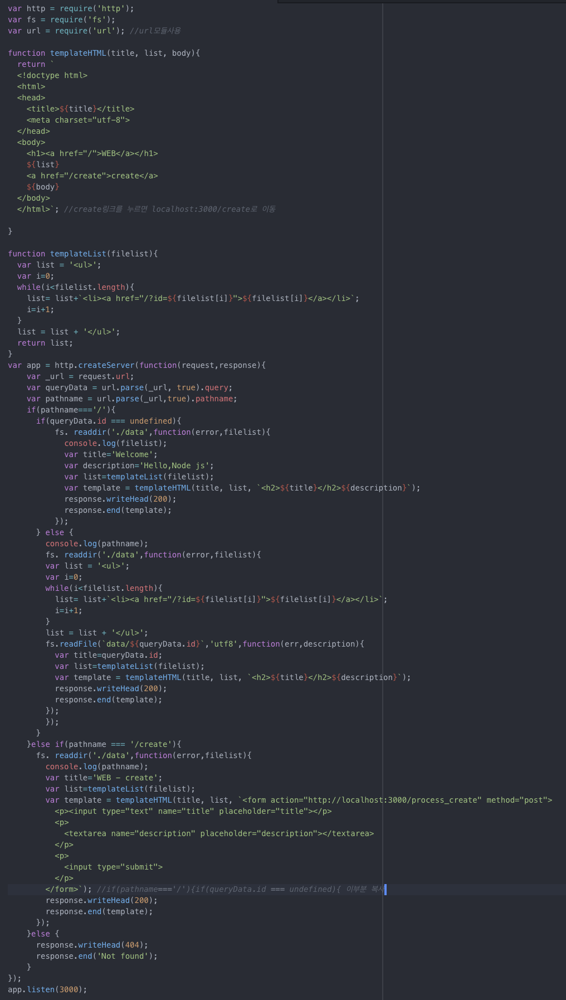 var http = require('http');
var fs = require('fs');
var url = require('url'); //url모듈사용

function templateHTML(title, list, body){
  return `
  <!doctype html>
  <html>
  <head>
    <title>${title}</title>
    <meta charset="utf-8">
  </head>
  <body>
    <h1><a href="/">WEB</a></h1>
    ${list}
    <a href="/create">create</a>
    ${body}
  </body>
  </html>`; //create링크를 누르면 localhost:3000/create로 이동

}

function templateList(filelist){
  var list = '<ul>';
  var i=0;
  while(i<filelist.length){
    list= list+`<li><a href="/?id=${filelist[i]}">${filelist[i]}</a></li>`;
    i=i+1;
  }
  list = list + '</ul>';
  return list;
}
var app = http.createServer(function(request,response){
    var _url = request.url;
    var queryData = url.parse(_url, true).query;
    var pathname = url.parse(_url,true).pathname;
    if(pathname==='/'){
      if(queryData.id === undefined){
          fs. readdir('./data',function(error,filelist){
            console.log(filelist);
            var title='Welcome';
            var description='Hello,Node js';
            var list=templateList(filelist);
            var template = templateHTML(title, list, `<h2>${title}</h2>${description}`);
            response.writeHead(200);
            response.end(template);
          });
      } else {
        console.log(pathname);
        fs. readdir('./data',function(error,filelist){
        var list = '<ul>';
        var i=0;
        while(i<filelist.length){
          list= list+`<li><a href="/?id=${filelist[i]}">${filelist[i]}</a></li>`;
          i=i+1;
        }
        list = list + '</ul>';
        fs.readFile(`data/${queryData.id}`,'utf8',function(err,description){
          var title=queryData.id;
          var list=templateList(filelist);
          var template = templateHTML(title, list, `<h2>${title}</h2>${description}`);
          response.writeHead(200);
          response.end(template);
        });
        });
      }
    }else if(pathname === '/create'){
      fs. readdir('./data',function(error,filelist){
        console.log(pathname);
        var title='WEB - create';
        var list=templateList(filelist);
        var template = templateHTML(title, list, `<form action="http://localhost:3000/process_create" method="post">
          <p><input type="text" name="title" placeholder="title"></p>
          <p>
            <textarea name="description" placeholder="description"></textarea>
          </p>
          <p>
            <input type="submit">
          </p>
        </form>`); //if(pathname==='/'){if(queryData.id === undefined){ 이부분 복사
        response.writeHead(200);
        response.end(template);
      });
    }else {
      response.writeHead(404);
      response.end('Not found');
    }
});
app.listen(3000);